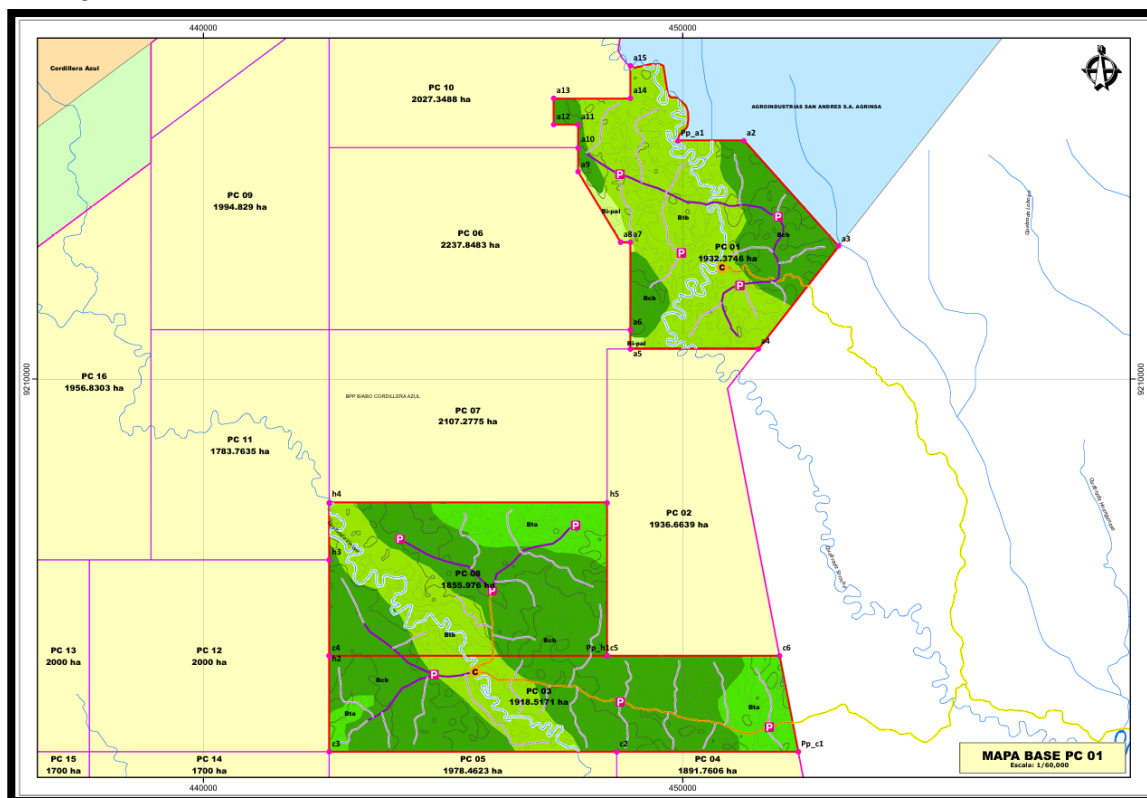 440000
450000
Cordillera Azul
a15
PC 10
2027.3488 ha
a13
a14
AGROINDUSTRIAS SAN ANDRES S.A. AGRINSA
a12
a11
Pp_a1
a2
a10
P
a9
PC 09
1994.829 ha
Bi-pal
Btb
P
PC 06
2237.8483 ha
a8
a7
Bcb
a3
PC 01
1932.3746 ha
P
C
P
Bcb
a6
Bi-pal
a5
a4
9210000
9210000
PC 16
1956.8303 ha
BPP BIABO CORDILLERA AZUL
PC 07
2107.2775 ha
PC 11
1783.7635 ha
h4
h5
PC 02
1936.6639 ha
Bta
P
P
h3
PC 08
1855.976 ha
P
PC 13
2000 ha
PC 12
2000 ha
Btb
Bcb
c4
h2
Pp_h1
c5
c6
Bcb
P
C
PC 03
1918.5171 ha
P
Bta
Bta
P
c3
c2
Pp_c1
PC 15
1700 ha
PC 14
1700 ha
PC 05
1978.4623 ha
PC 04
1891.7606 ha
MAPA BASE PC 01
Escala: 1/60,000
440000
450000